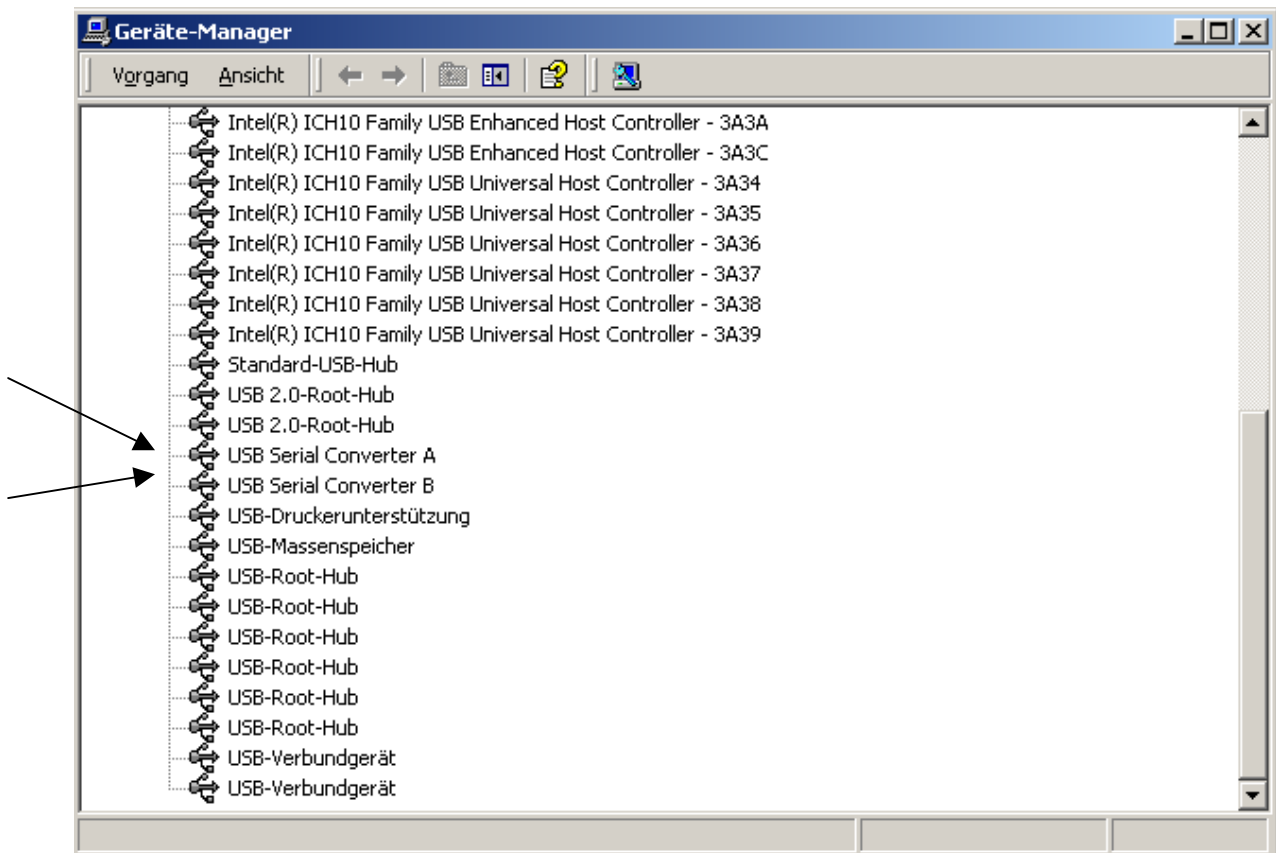 Geräte-Manager
Vorgang Ansicht
Intel(R) ICH10 Family USB Enhanced Host Controller - 3A3A
Intel(R) ICH10 Family USB Enhanced Host Controller - 3A3C
Intel(R) ICH10 Family USB Universal Host Controller - 3A34
Intel(R) ICH10 Family USB Universal Host Controller - 3A35
Intel(R) ICH10 Family USB Universal Host Controller - 3A36
Intel(R) ICH10 Family USB Universal Host Controller - 3A37
Intel(R) ICH10 Family USB Universal Host Controller - 3A38
Intel(R) ICH10 Family USB Universal Host Controller - 3A39
Standard-USB-Hub
USB 2.0-Root-Hub
USB 2.0-Root-Hub
USB Serial Converter A
USB Serial Converter B
USB-Druckerunterstützung
USB-Massenspeicher
USB-Root-Hub
USB-Root-Hub
USB-Root-Hub
USB-Root-Hub
USB-Root-Hub
USB-Root-Hub
USB-Verbundgerät
USB-Verbundgerät